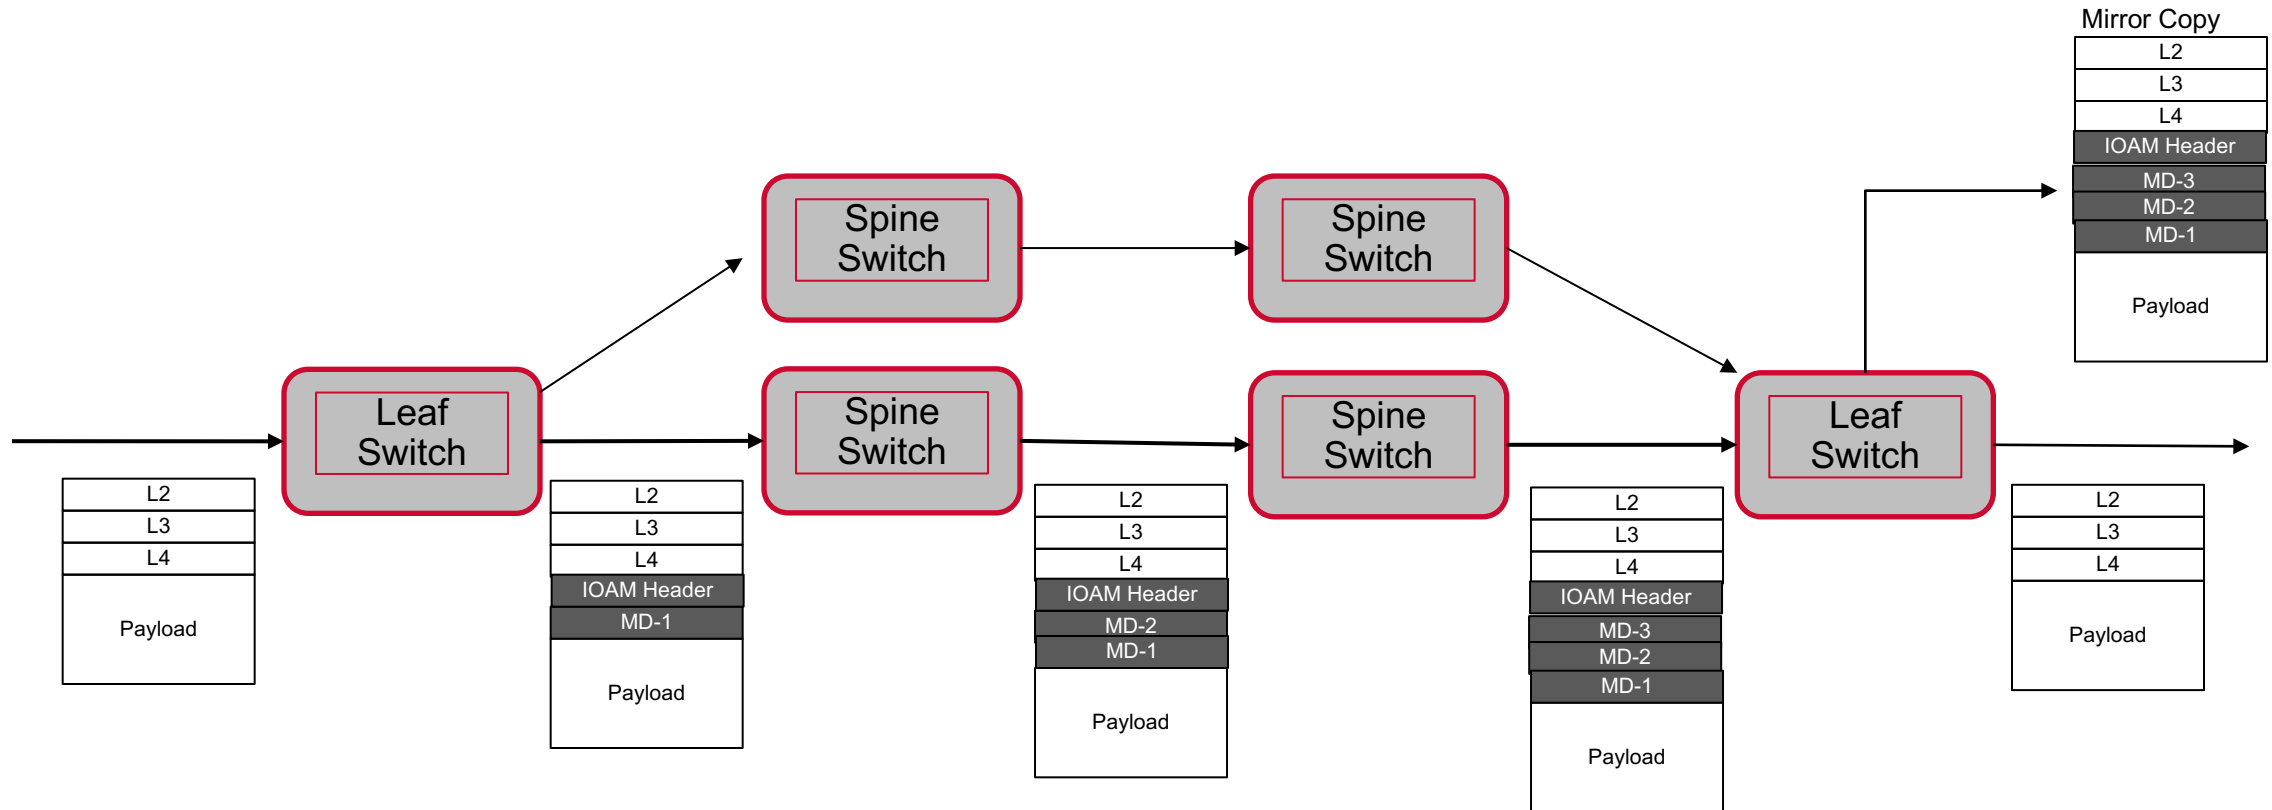 Mirror Copy
L2
L3
L4
IOAM Header
MD-3
MD-2
MD-1
Payload
Spine
Switch
Spine
Switch
Leaf
Switch
Spine
Switch
Spine
Switch
Leaf
Switch
L2
L3
L4
Payload
L2
L3
L4
IOAM Header
MD-1
Payload
L2
L3
L4
IOAM Header
MD-2
MD-1
Payload
L2
L3
L4
IOAM Header
MD-3
MD-2
MD-1
Payload
L2
L3
L4
Payload